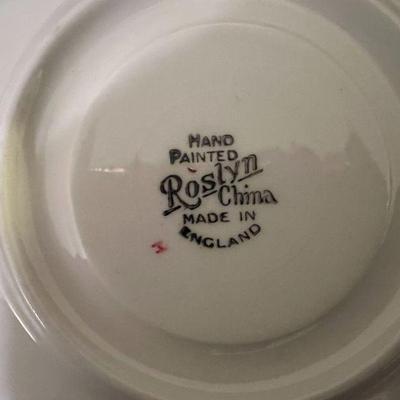 HAND
PAINTED
Roslyn
China
MADE IN
ENGLAND